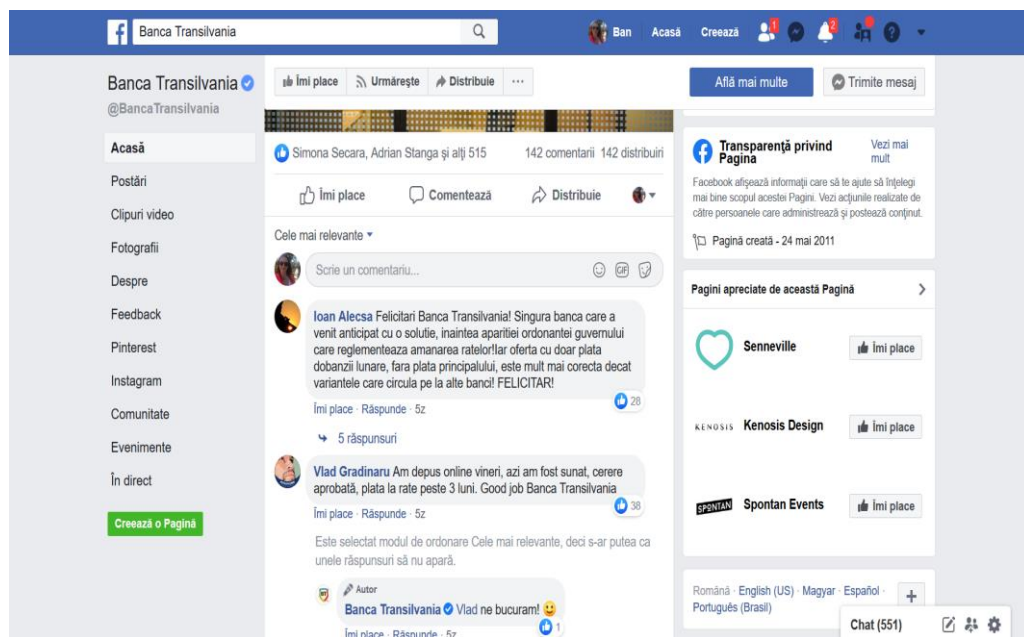 Banca Transilvania
Ban Acasă Creează 1 2
Banca Transilvania
@BancaTransilvania
Acasă
Postări
Clipuri video
Fotografii
Despre
Feedback
Pinterest
Instagram
Comunitate
Evenimente
În direct
Creează o Pagină
Îmi place Urmărește Distribuie ...
Află mai multe Trimite mesaj
Simona Secara, Adrian Stanga și alți 515 142 comentarii 142 distribuiri
Îmi place Comentează Distribuie
Cele mai relevante
Scrie un comentariu...
GIF
Ioan Alecsa Felicitari Banca Transilvania! Singura banca care a
venit anticipat cu o solutie, inaintea aparitiei ordonantei guvernului
care reglementeaza amanarea ratelor!Iar oferta cu doar plata
dobanzii lunare, fara plata principalului, este mult mai corecta decat
variantele care circula pe la alte banci! FELICITAR!
28
Îmi place · Răspunde · 5z
5 răspunsuri
Vlad Gradinaru Am depus online vineri, azi am fost sunat, cerere
aprobată, plata la rate peste 3 luni. Good job Banca Transilvania
38
Îmi place · Răspunde · 5z
Este selectat modul de ordonare Cele mai relevante, deci s-ar putea ca
unele răspunsuri să nu apară.
Autor
Banca Transilvania Vlad ne bucuram!
1
Îmi place · Răspunde · 5z
Transparență privind
Pagina
Vezi mai
mult
Facebook afișează informații care să te ajute să înțelegi
mai bine scopul acestei Pagini. Vezi acțiunile realizate de
către persoanele care administrează și postează conținut.
Pagină creată - 24 mai 2011
Pagini apreciate de această Pagină
Senneville Îmi place
KENOSIS Kenosis Design Îmi place
SPONTAN Spontan Events Îmi place
Română · English (US) · Magyar · Español ·
Português (Brasil)
Chat (551)